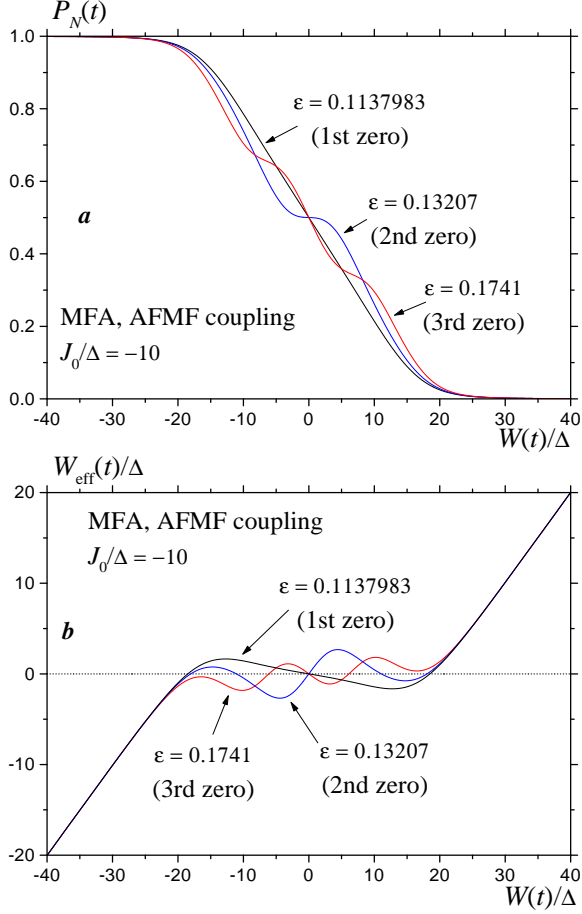 P_N(t)
1.0
0.8
0.6
0.4
0.2
0.0
ε = 0.1137983
(1st zero)
a
ε = 0.13207
(2nd zero)
ε = 0.1741
(3rd zero)
MFA, AFMF coupling
J_0/Δ = −10
-40 -30 -20 -10 0 10 20 30 40
W(t)/Δ
W_eff(t)/Δ
20
10
0
-10
-20
MFA, AFMF coupling
J_0/Δ = −10
ε = 0.1137983
(1st zero)
b
ε = 0.1741
(3rd zero)
ε = 0.13207
(2nd zero)
-40 -30 -20 -10 0 10 20 30 40
W(t)/Δ